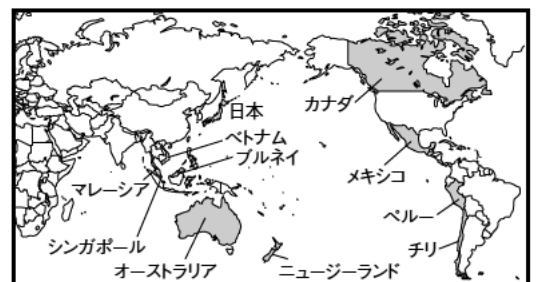 日本
カナダ
ベトナム
ブルネイ
マレーシア
メキシコ
ペルー
シンガポール
チリ
オーストラリア
ニュージーランド